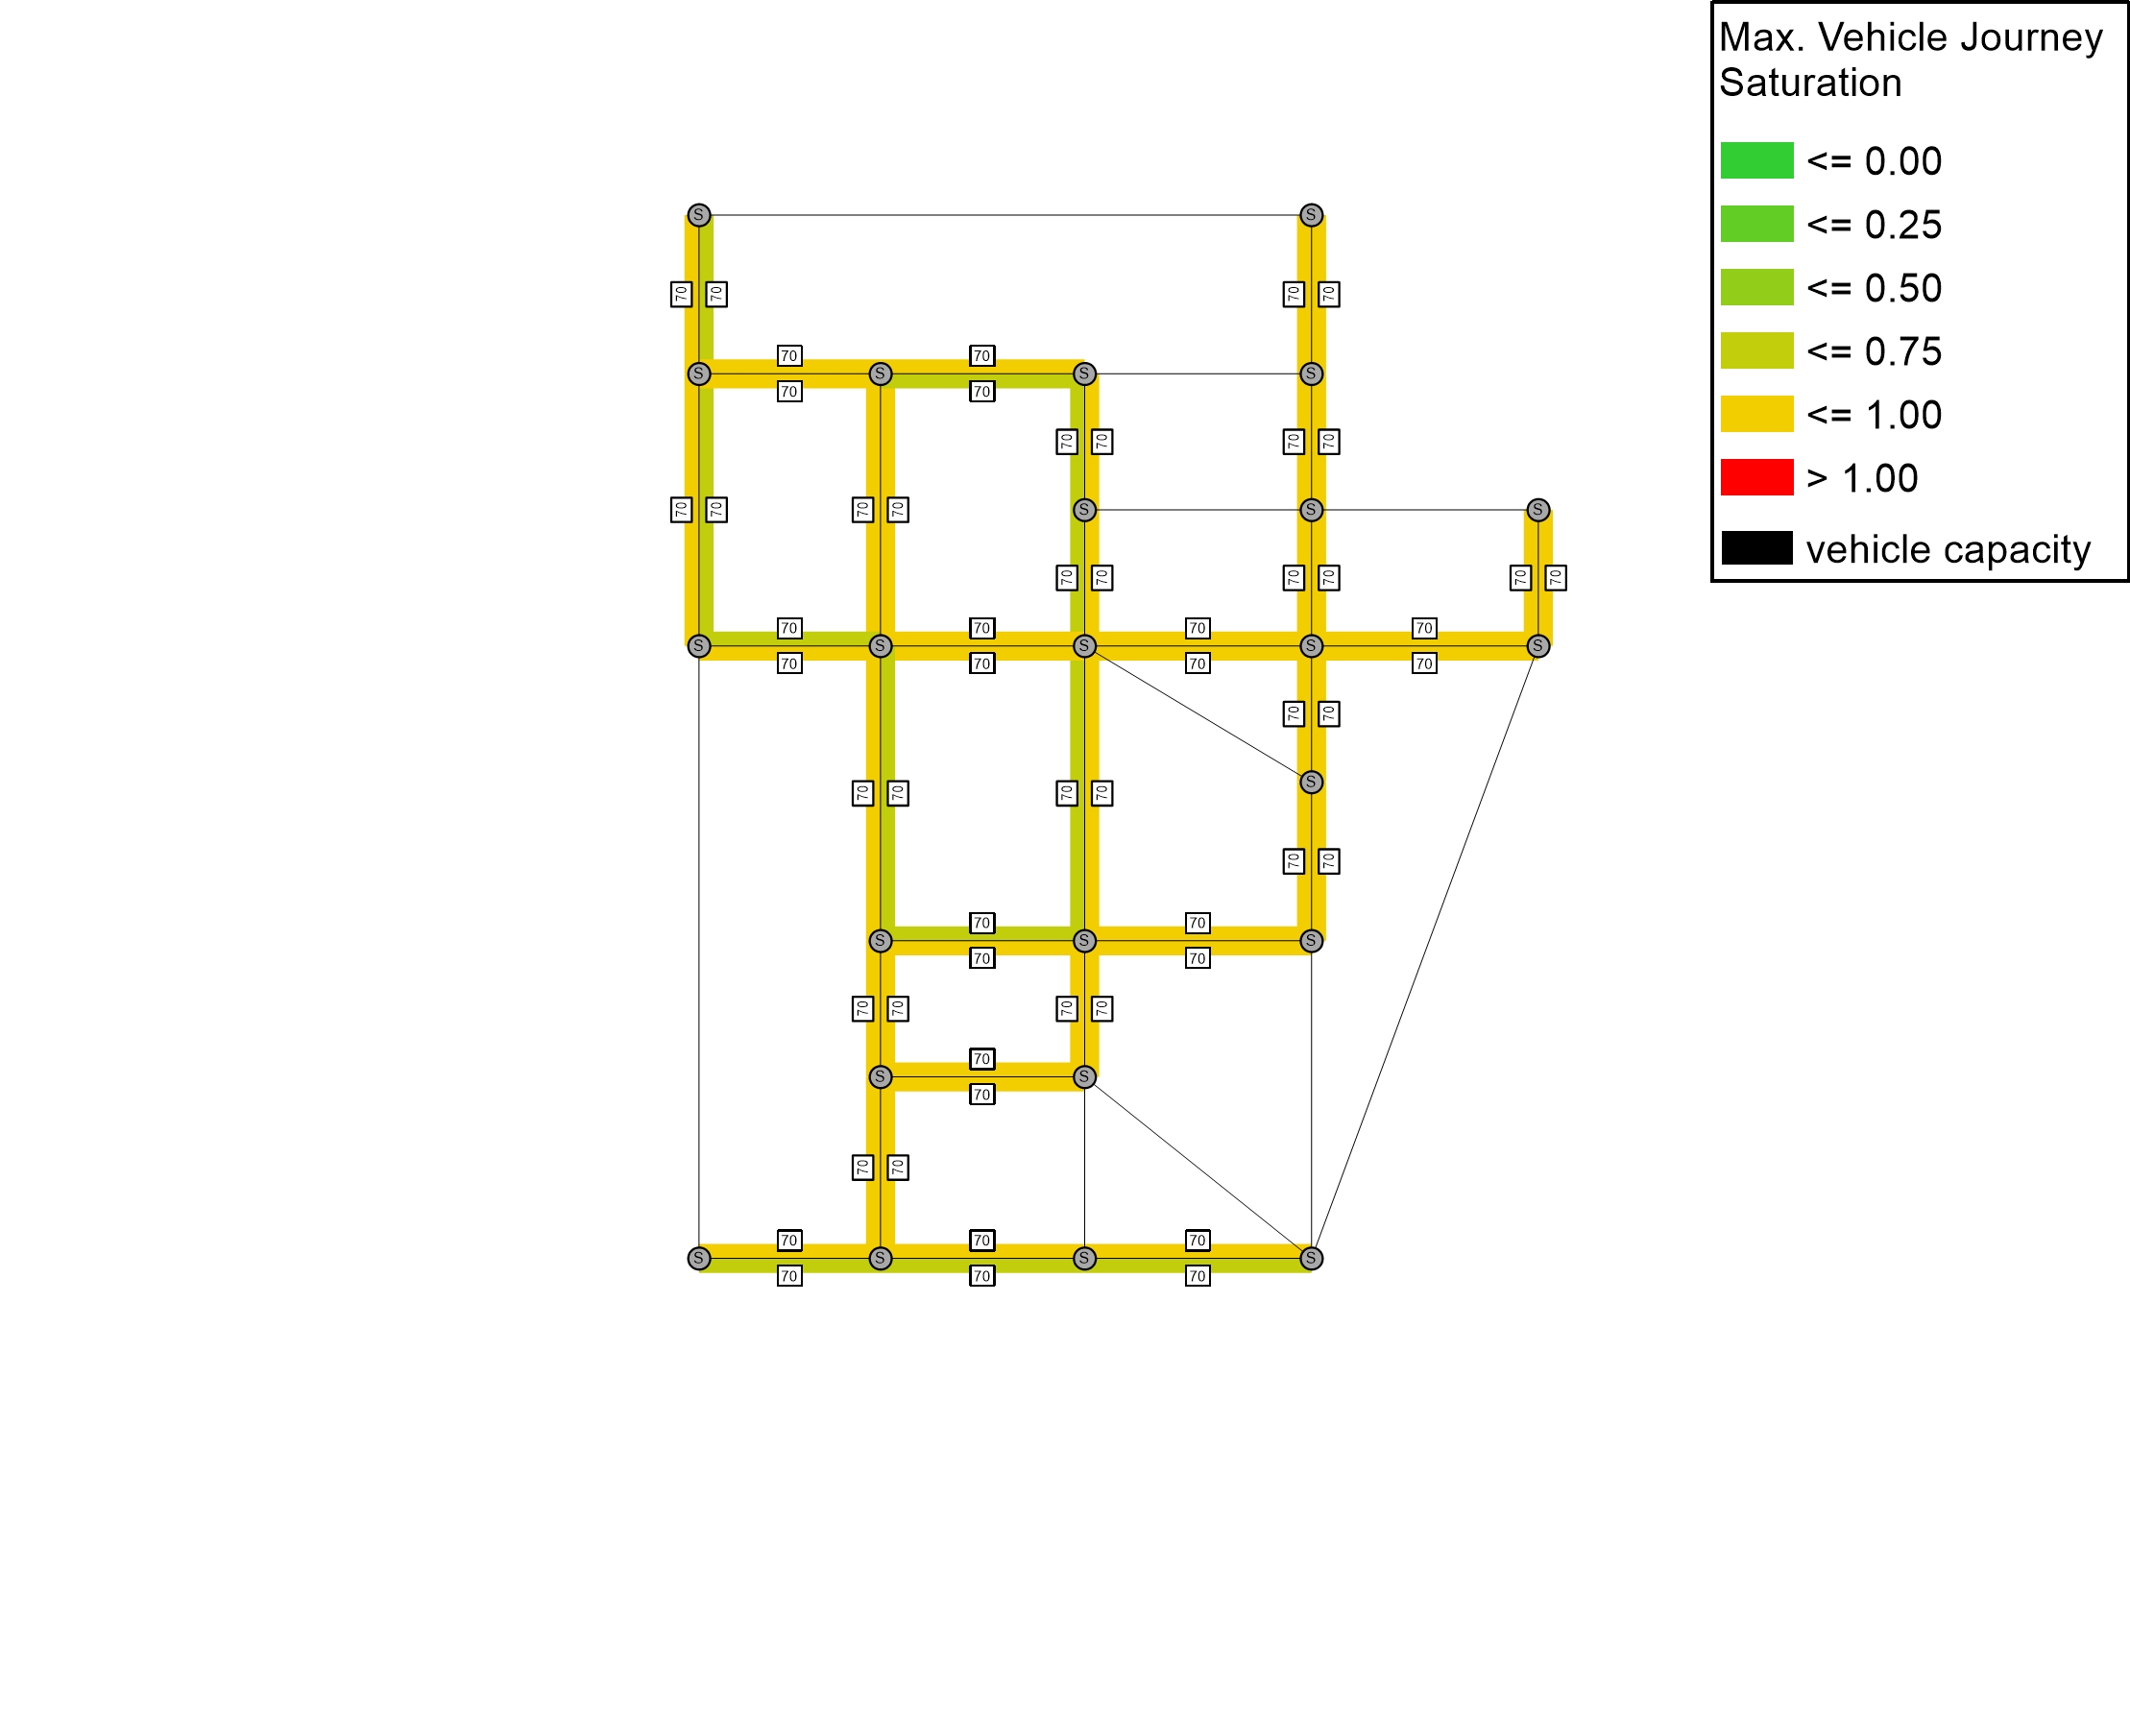 Max. Vehicle Journey
Saturation
<= 0.00
<= 0.25
<= 0.50
<= 0.75
<= 1.00
> 1.00
vehicle capacity
S S
70 70 70 70
70 70
S S S S
70 70
70 70 70 70
70 70 70 70 S S S
70 70 70 70 70 70
70 70 70 70
S S S S S
70 70 70 70
70 70
S
70 70 70 70
70 70
70 70
S S S
70 70
70 70 70 70
70
S S
70
70 70
70 70 70
S S S S
70 70 70